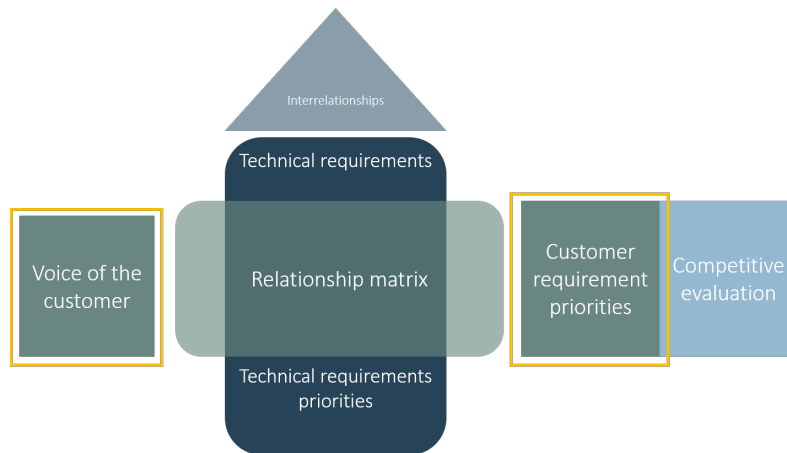 Interrelationships
Technical requirements
Voice of the
customer
Relationship matrix
Customer
requirement
priorities
Competitive
evaluation
Technical requirements
priorities